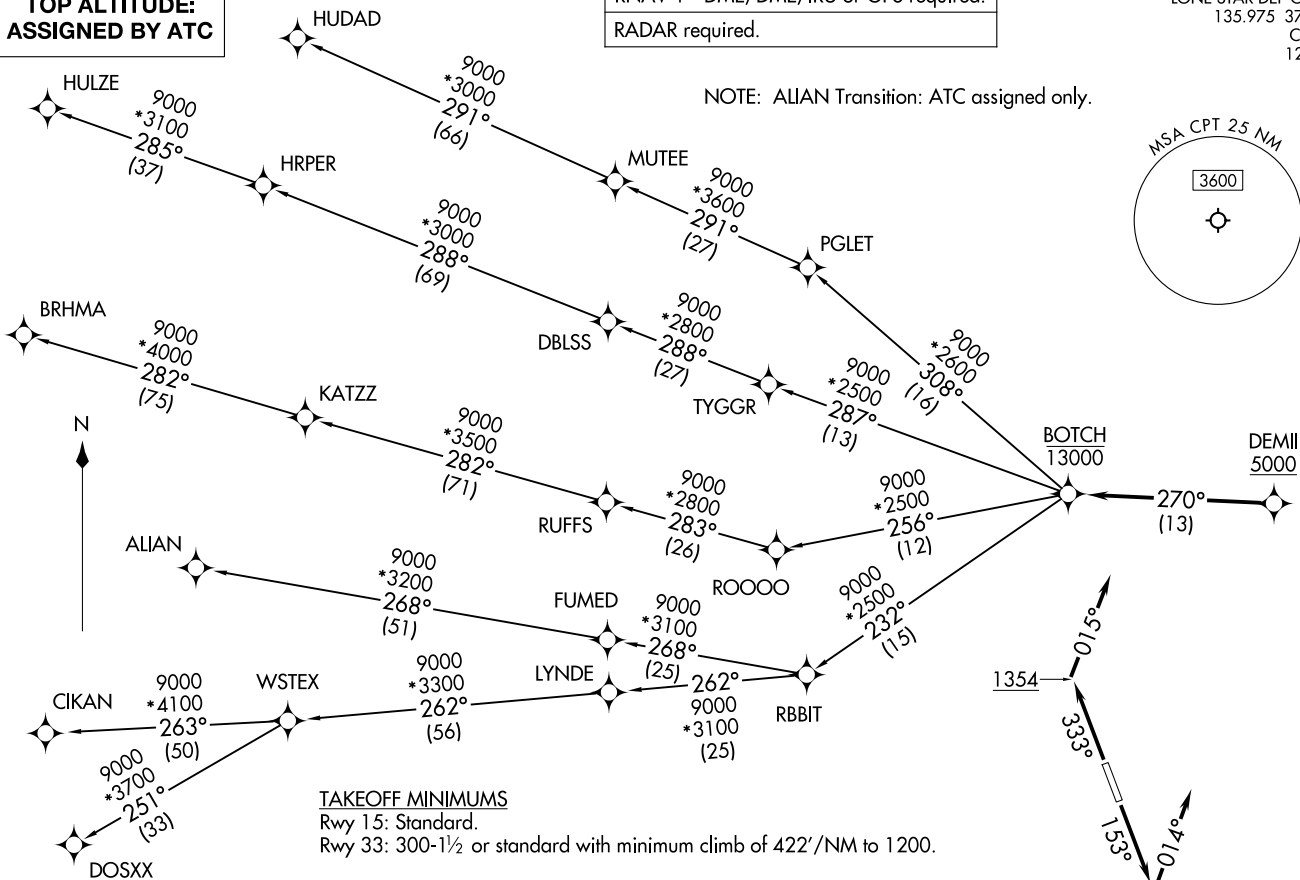 TOP ALTITUDE:
ASSIGNED BY ATC
RADAR required.
135.975
NOTE: ALIAN Transition: ATC assigned only.
MSA CPT 25 NM
3600
HUDAD
9000
*3000
291°
(66)
HULZE
9000
*3100
285°
(37)
HRPER
MUTEE
9000
*3600
291°
(27)
PGLET
9000
*3000
288°
(69)
DBLSS
9000
*2800
288°
(27)
TYGGR
9000
*2600
308°
(16)
9000
*2500
287°
(13)
BRHMA
9000
*4000
282°
(75)
KATZZ
9000
*3500
282°
(71)
RUFFS
9000
*2800
283°
(26)
ROOOO
9000
*2500
256°
(12)
BOTCH
13000
270°
(13)
DEMII
5000
N
ALIAN
9000
*3200
268°
(51)
FUMED
9000
*3100
268°
(25)
9000
*2500
232°
(15)
RBBIT
LYNDE
262°
9000
*3100
(25)
9000
*3300
262°
(56)
WSTEX
CIKAN
9000
*4100
263°
(50)
9000
*3700
251°
(33)
DOSXX
1354
015°
333°
153°
014°
TAKEOFF MINIMUMS
Rwy 15: Standard.
Rwy 33: 300-1½ or standard with minimum climb of 422'/NM to 1200.